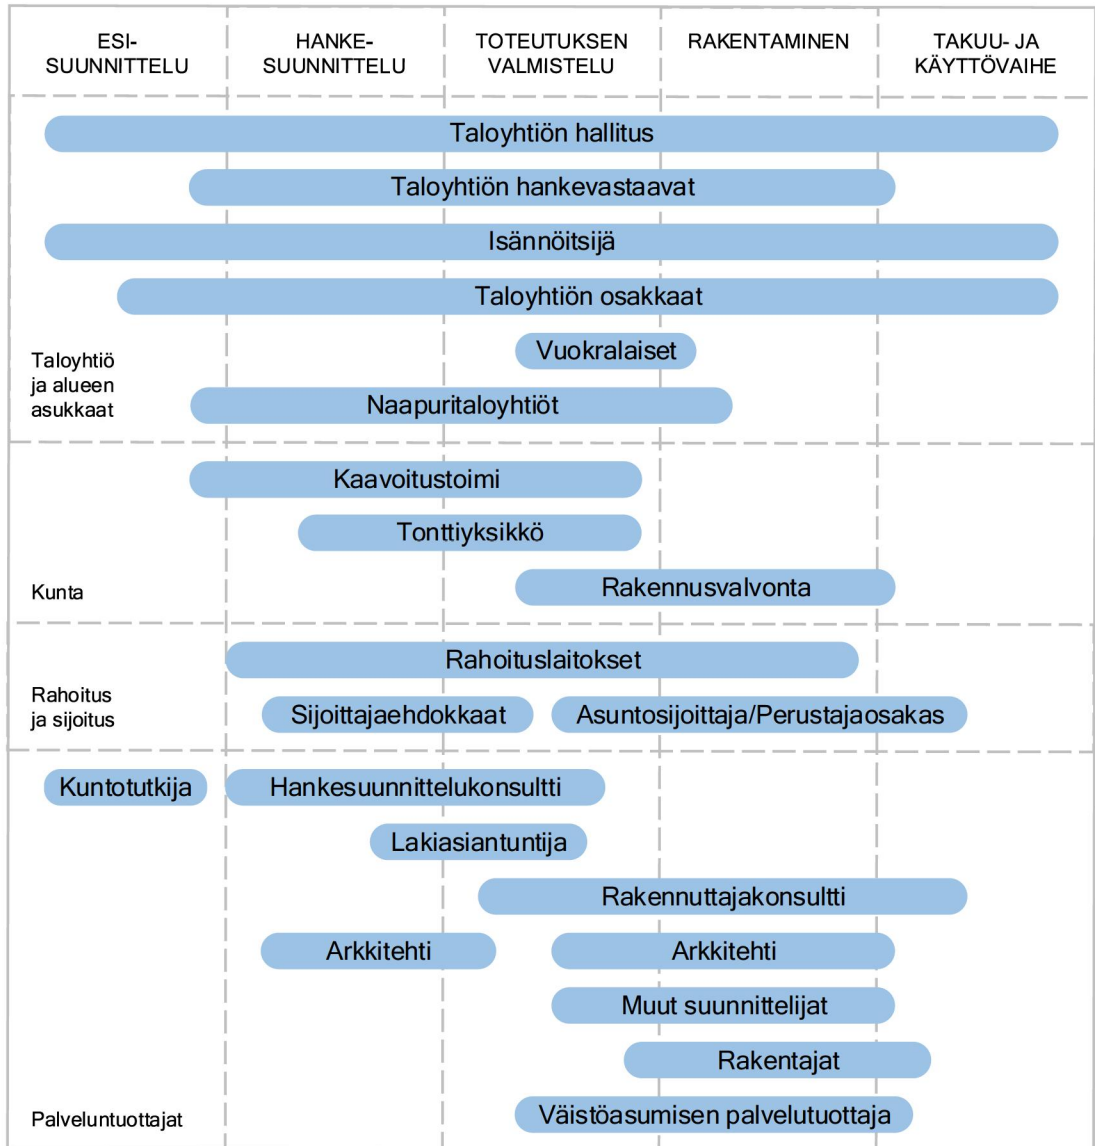 ESI-
SUUNNITTELU
HANKE-
SUUNNITTELU
TOTEUTUKSEN
VALMISTELU
RAKENTAMINEN
TAKUU- JA
KÄYTTÖVAIHE
Taloyhtiön hallitus
Taloyhtiön hankevastaavat
Isännöitsijä
Taloyhtiön osakkaat
Vuokralaiset
Taloyhtiö
ja alueen
asukkaat
Naapuritaloyhtiöt
Kaavoitustoimi
Tonttiyksikkö
Rakennusvalvonta
Kunta
Rahoituslaitokset
Rahoitus
ja sijoitus
Sijoittajaehdokkaat
Asuntosijoittaja/Perustajaosakas
Kuntotutkija
Hankesuunnittelukonsultti
Lakiasiantuntija
Rakennuttajakonsultti
Arkkitehti
Arkkitehti
Muut suunnittelijat
Rakentajat
Väistöasumisen palvelutuottaja
Palveluntuottajat